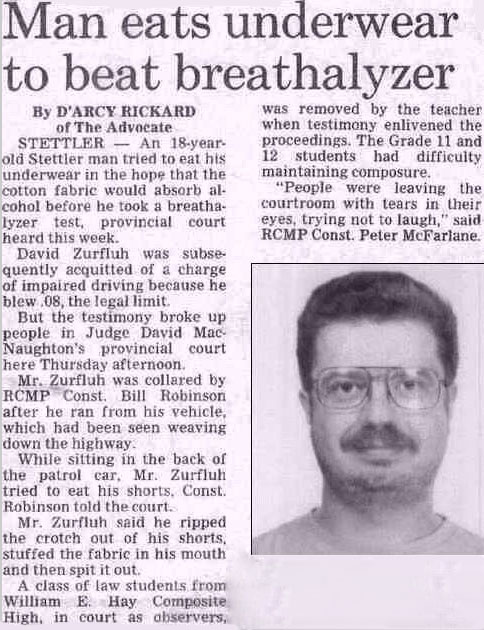 Man eats underwear
to beat breathalyzer
By D'ARCY RICKARD
of The Advocate
STETTLER — An 18-year-
old Stettler man tried to eat his
underwear in the hope that the
cotton fabric would absorb al-
cohol before he took a breatha-
lyzer test, provincial court
heard this week.
David Zurfluh was subse-
quently acquitted of a charge
of impaired driving because he
blew .08, the legal limit.
But the testimony broke up
people in Judge David Mac-
Naughton's provincial court
here Thursday afternoon.
Mr. Zurfluh was collared by
RCMP Const. Bill Robinson
after he ran from his vehicle,
which had been seen weaving
down the highway.
While sitting in the back of
the patrol car, Mr. Zurfluh
tried to eat his shorts, Const.
Robinson told the court.
Mr. Zurfluh said he ripped
the crotch out of his shorts,
stuffed the fabric in his mouth
and then spit it out.
A class of law students from
William E. Hay Composite
High, in court as observers,
was removed by the teacher
when testimony enlivened the
proceedings. The Grade 11 and
12 students had difficulty
maintaining composure.
"People were leaving the
courtroom with tears in their
eyes, trying not to laugh," said
RCMP Const. Peter McFarlane.